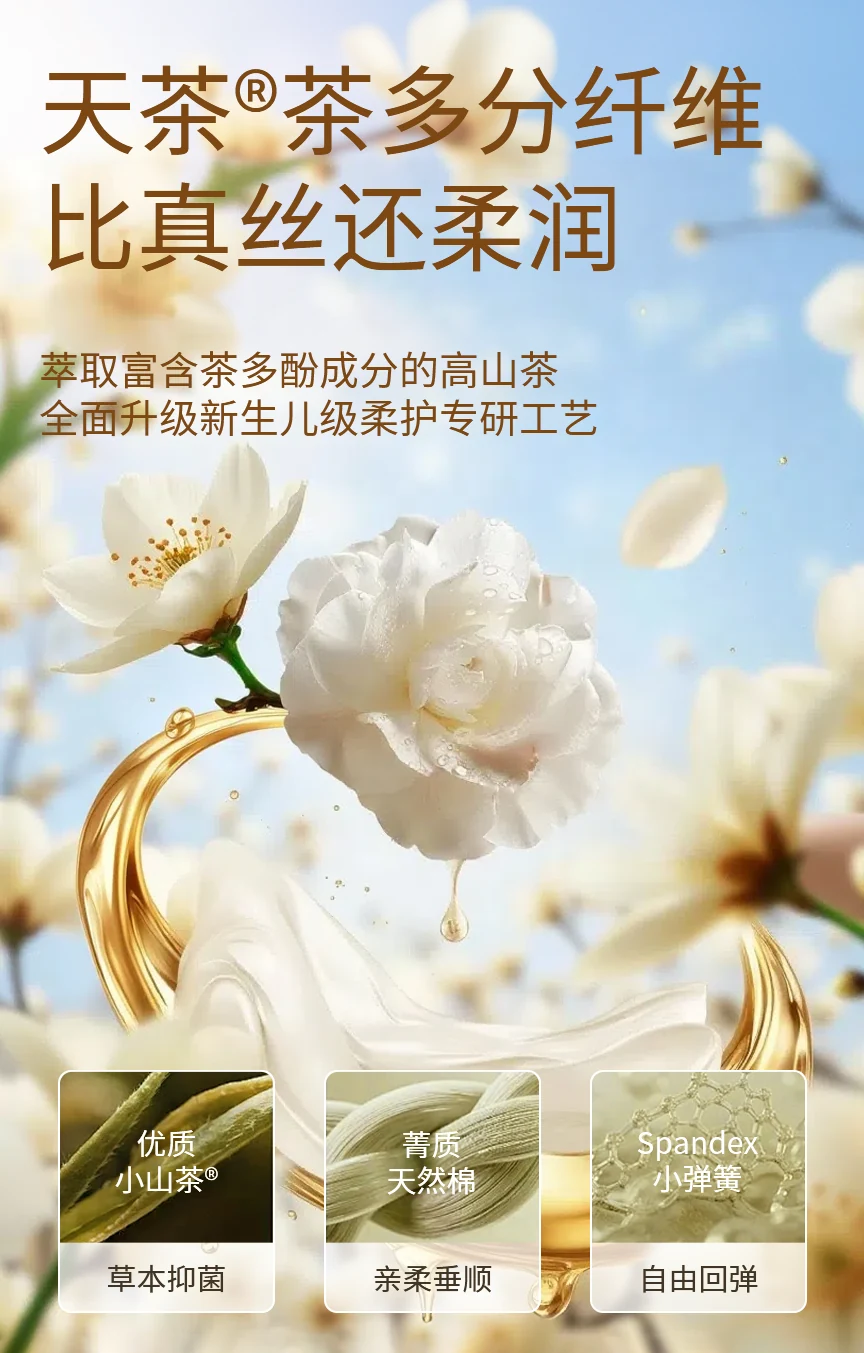 天茶®茶多分纤维
比真丝还柔润
萃取富含茶多酚成分的高山茶
全面升级新生儿级柔护专研工艺
优质
小山茶®
草本抑菌
菁质
天然棉
亲柔垂顺
Spandex
小弹簧
自由回弹